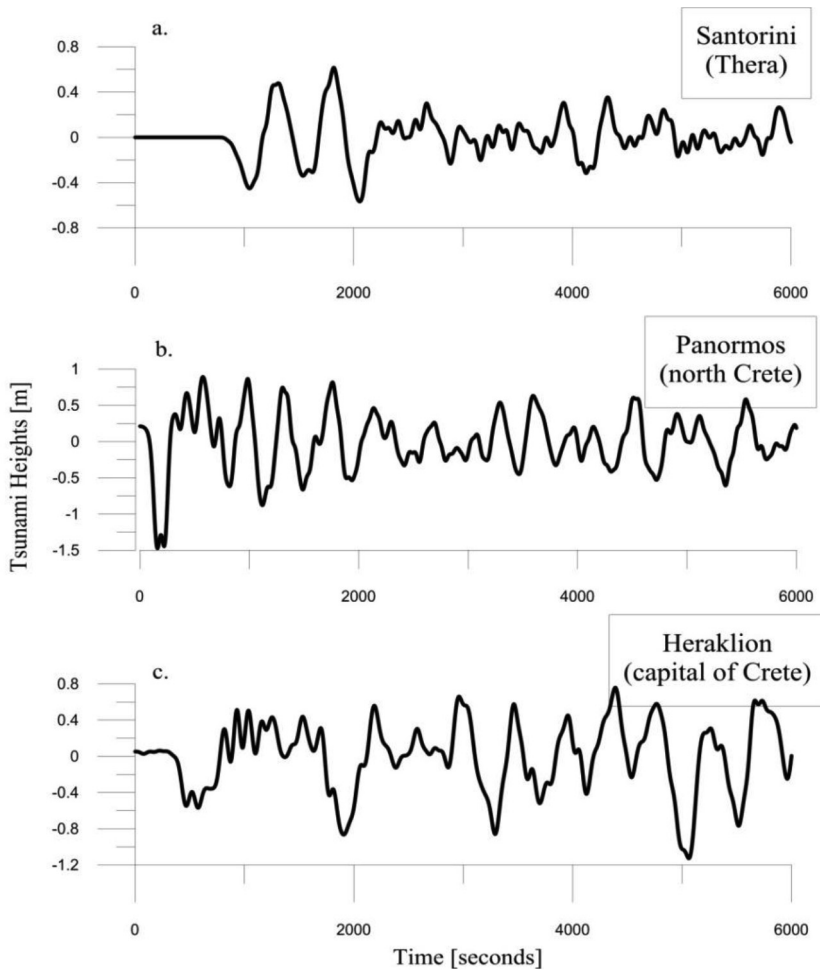 a.
Santorini
(Thera)
0.8
0.4
0
-0.4
-0.8
0
2000
4000
6000
b.
Panormos
(north Crete)
1
0.5
0
-0.5
-1
-1.5
0
2000
4000
6000
Tsunami Heights [m]
c.
Heraklion
(capital of Crete)
0.8
0.4
0
-0.4
-0.8
-1.2
0
2000
4000
6000
Time [seconds]